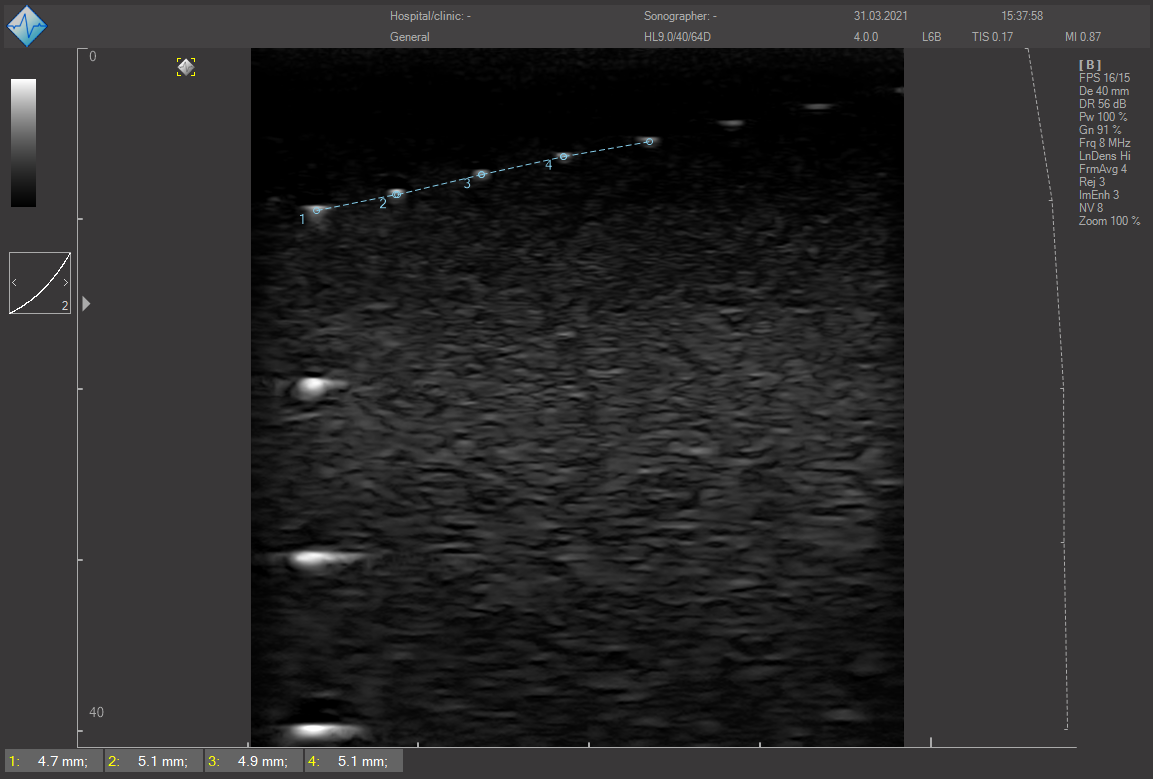 Hospital/clinic: - Sonographer: - 31.03.2021 15:37:58
General HL9.0/40/64D 4.0.0 L6B TIS 0.17 MI 0.87
0
[ B ]
FPS 16/15
De 40 mm
DR 56 dB
Pw 100 %
Gn 91 %
Frq 8 MHz
LnDens Hi
FrmAvg 4
Rej 3
ImEnh 3
NV 8
Zoom 100 %
4
3
2
1
2
40
1: 4.7 mm; 2: 5.1 mm; 3: 4.9 mm; 4: 5.1 mm;